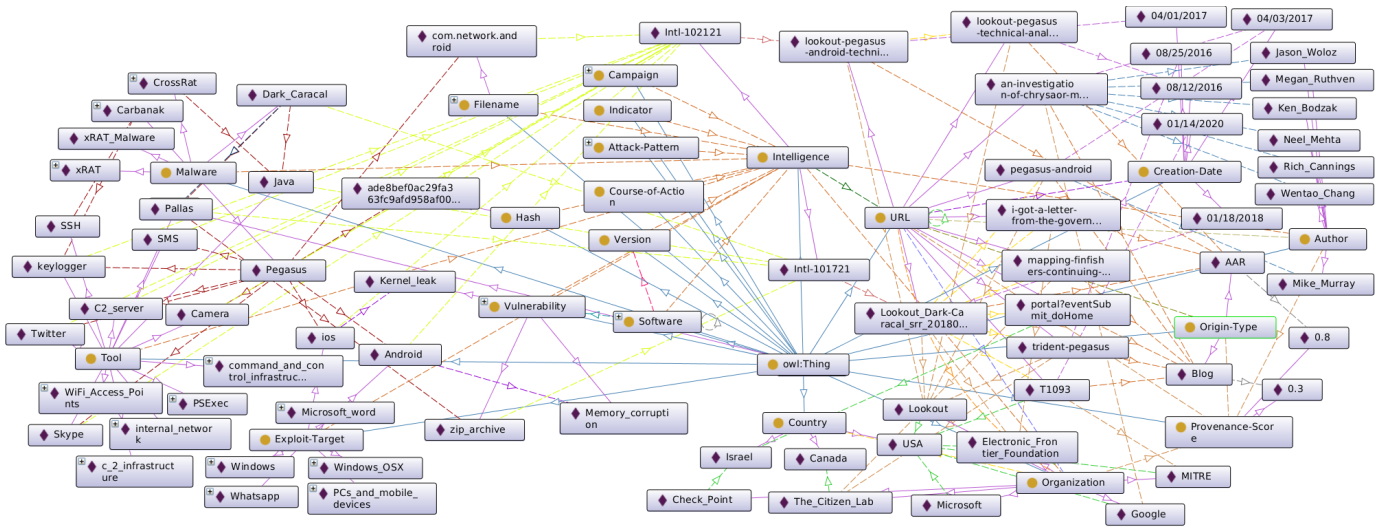 com.network.and
roid
Intl-102121
lookout-pegasus
-android-techni...
lookout-pegasus
-technical-anal...
04/01/2017
04/03/2017
08/25/2016
Jason_Woloz
CrossRat
Dark_Caracal
Campaign
an-investigatio
n-of-chrysaor-m...
08/12/2016
Megan_Ruthven
Carbanak
Filename
Indicator
Ken_Bodzak
xRAT_Malware
Attack-Pattern
01/14/2020
Neel_Mehta
xRAT
Malware
Java
Intelligence
pegasus-android
Creation-Date
Rich_Cannings
ade8bef0ac29fa3
63fc9afd958af00...
Course-of-Actio
n
Wentao_Chang
Pallas
Hash
URL
i-got-a-letter-
from-the-govern...
01/18/2018
SSH
SMS
Version
Author
keylogger
Pegasus
Kernel_leak
Intl-101721
mapping-finfish
ers-continuing-...
AAR
Mike_Murray
C2_server
Camera
Vulnerability
Software
Lookout_Dark-Ca
racal_srr_20180...
portal?eventSub
mit_doHome
Origin-Type
Twitter
ios
0.8
Tool
command_and_con
trol_infrastruc...
Android
owl:Thing
trident-pegasus
Blog
WiFi_Access_Poi
nts
PSExec
T1093
0.3
Microsoft_word
Memory_corrupti
on
Lookout
Skype
internal_networ
k
Exploit-Target
zip_archive
Country
USA
Electronic_Fron
tier_Foundation
Provenance-Scor
e
c_2_infrastruct
ure
Windows
Windows_OSX
Israel
Canada
MITRE
Whatsapp
PCs_and_mobile_
devices
Check_Point
The_Citizen_Lab
Microsoft
Organization
Google